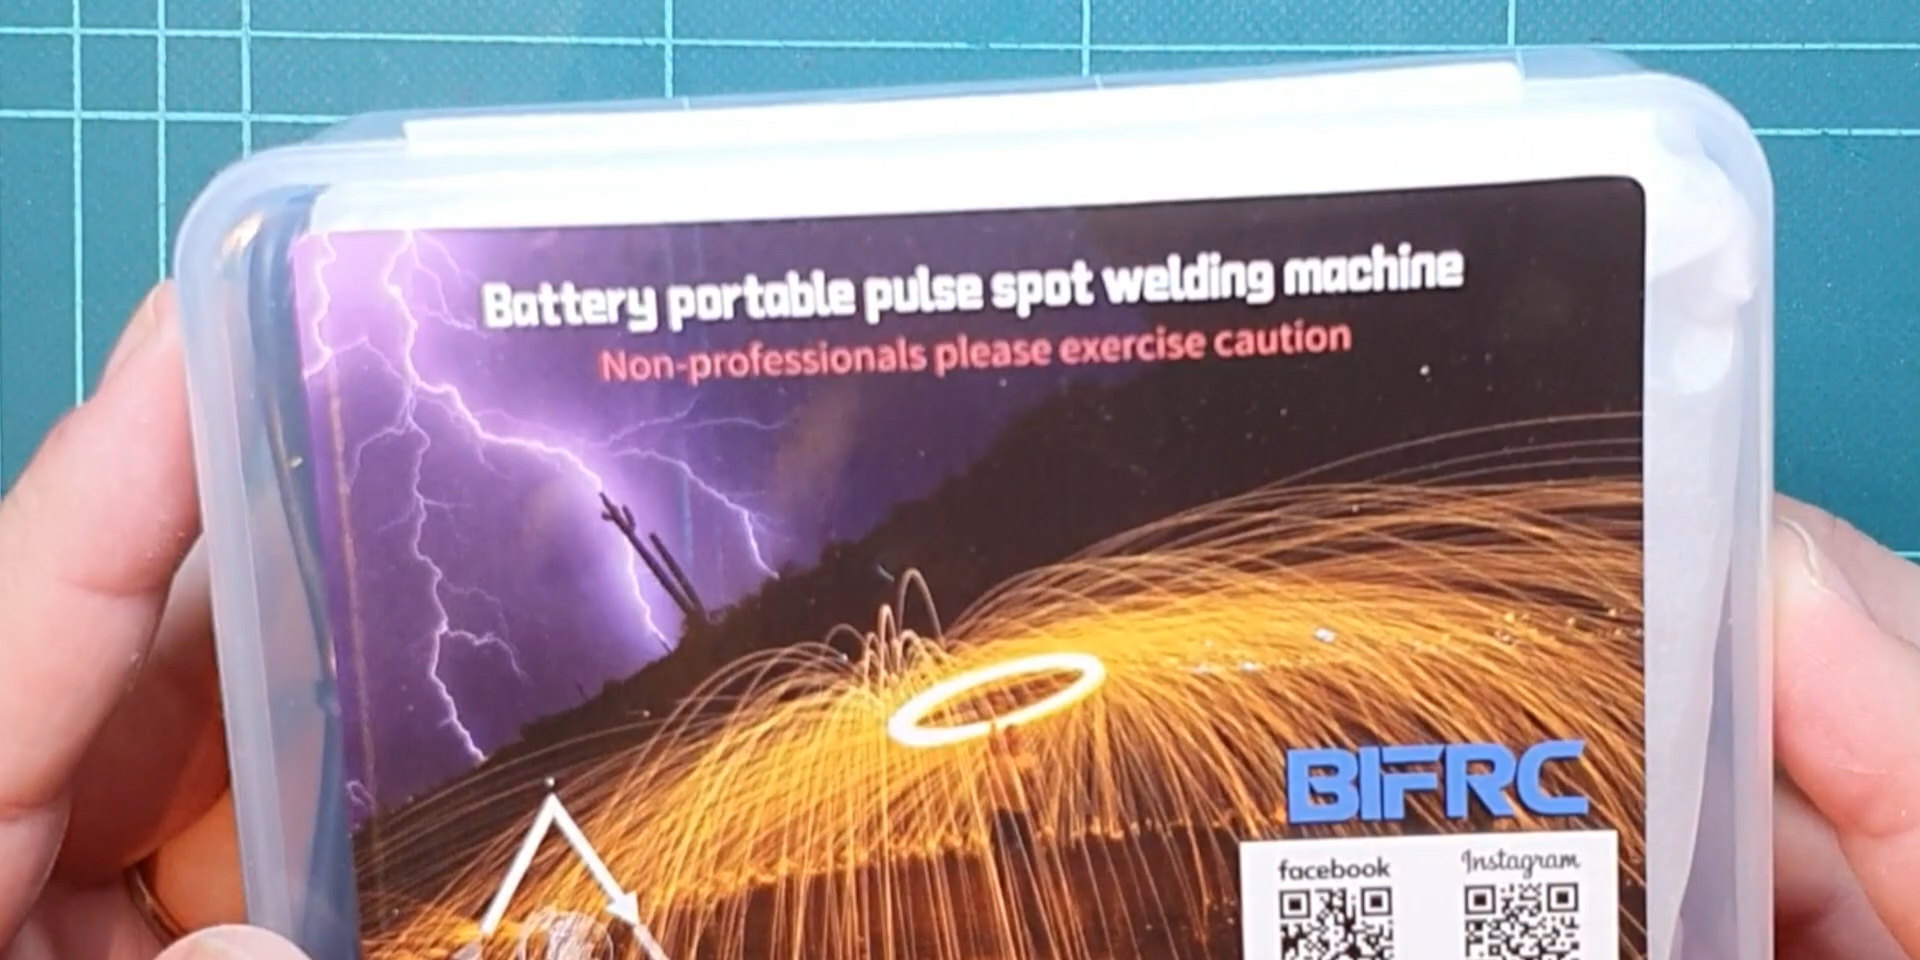 Battery portable pulse spot welding machine
Non-professionals please exercise caution
BIFRC
facebook
Instagram